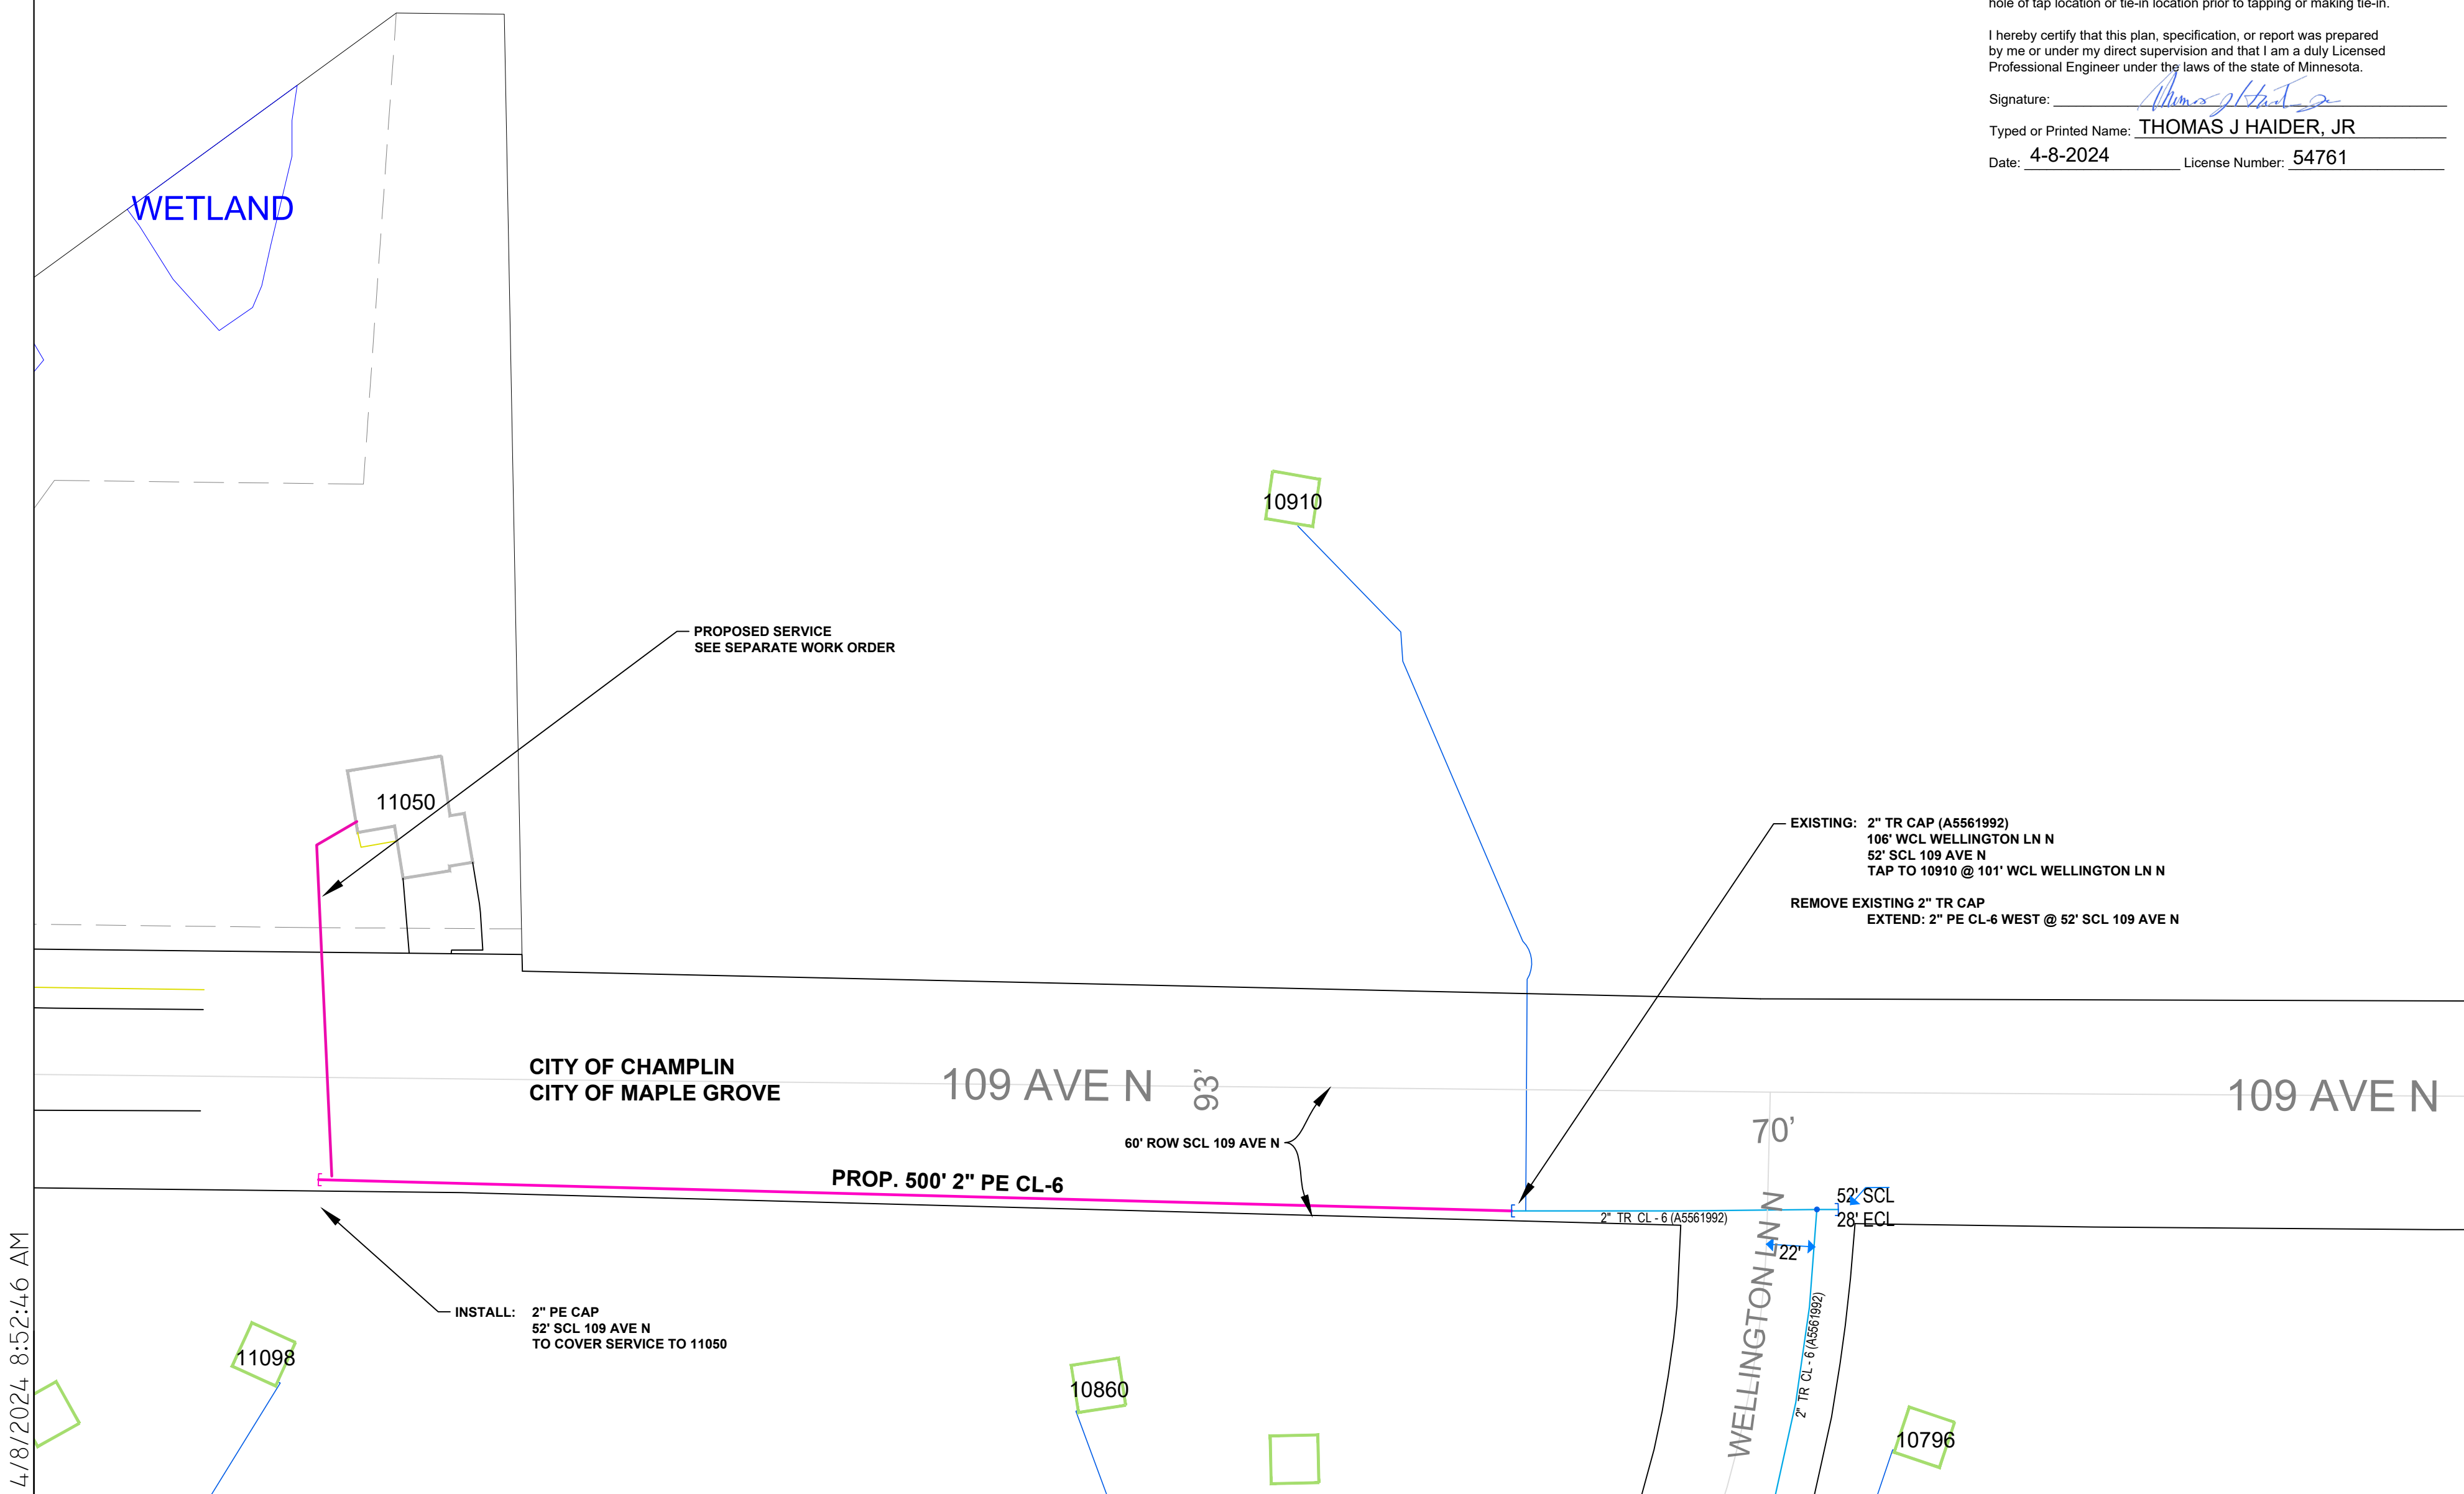 hole of tap location or tie-in location prior to tapping or making tie-in.
I hereby certify that this plan, specification, or report was prepared
by me or under my direct supervision and that I am a duly Licensed
Professional Engineer under the laws of the state of Minnesota.
Signature:
Typed or Printed Name: THOMAS J HAIDER, JR
Date: 4-8-2024 License Number: 54761
WETLAND
10910
PROPOSED SERVICE
SEE SEPARATE WORK ORDER
11050
EXISTING: 2" TR CAP (A5561992)
106' WCL WELLINGTON LN N
52' SCL 109 AVE N
TAP TO 10910 @ 101' WCL WELLINGTON LN N
REMOVE EXISTING 2" TR CAP
EXTEND: 2" PE CL-6 WEST @ 52' SCL 109 AVE N
CITY OF CHAMPLIN
CITY OF MAPLE GROVE
109 AVE N
93'
109 AVE N
60' ROW SCL 109 AVE N
70'
PROP. 500' 2" PE CL-6
52' SCL
28' ECL
2" TR CL - 6 (A5561992)
22'
WELLINGTON LN N
2" TR CL - 6 (A5561992)
INSTALL: 2" PE CAP
52' SCL 109 AVE N
TO COVER SERVICE TO 11050
11098
10860
10796
4/8/2024 8:52:46 AM